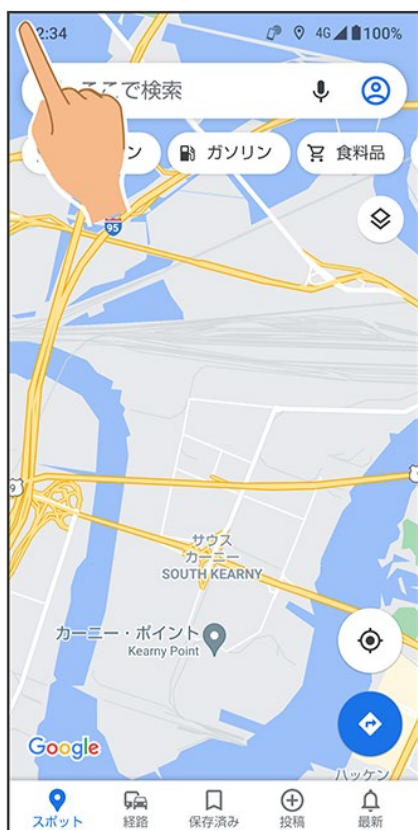 2:34 4G 100%
ここで検索
ン ガソリン 食料品
95
9
サウス
カーニー
SOUTH KEARNY
カーニー・ポイント
Kearny Point
Google
ハッケン
スポット 経路 保存済み 投稿 最新